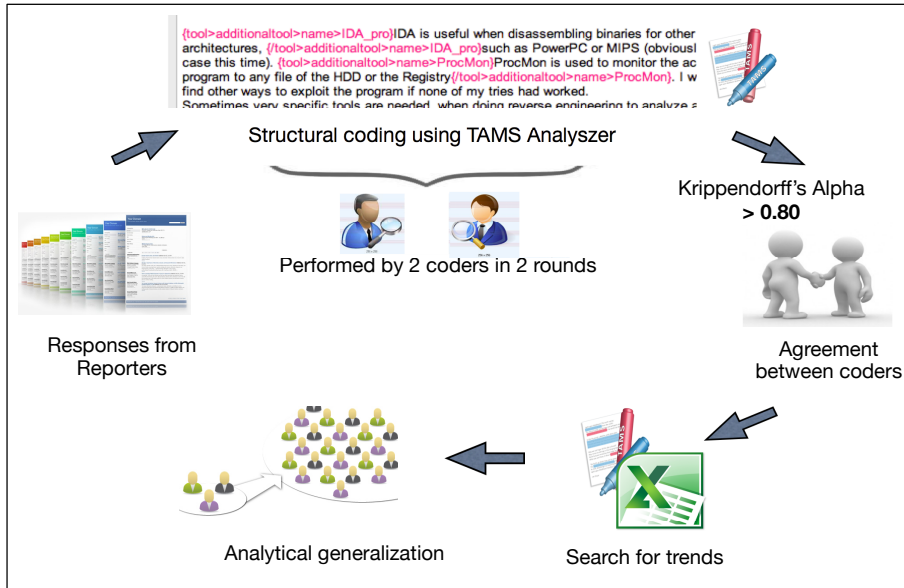 {tool>additionaltool>name>IDA_pro}IDA is useful when disassembling binaries for other
architectures, {/tool>additionaltool>name>IDA_pro}such as PowerPC or MIPS (obviousl
case this time). {tool>additionaltool>name>ProcMon}ProcMon is used to monitor the ac
program to any file of the HDD or the Registry{/tool>additionaltool>name>ProcMon}. I w
find other ways to exploit the program if none of my tries had worked.
Sometimes very specific tools are needed, when doing reverse engineering to analyze a
TAMS
TAMS
Structural coding using TAMS Analyszer
Performed by 2 coders in 2 rounds
Krippendorff's Alpha
> 0.80
Responses from
Reporters
Agreement
between coders
TAMS
X
Analytical generalization
Search for trends